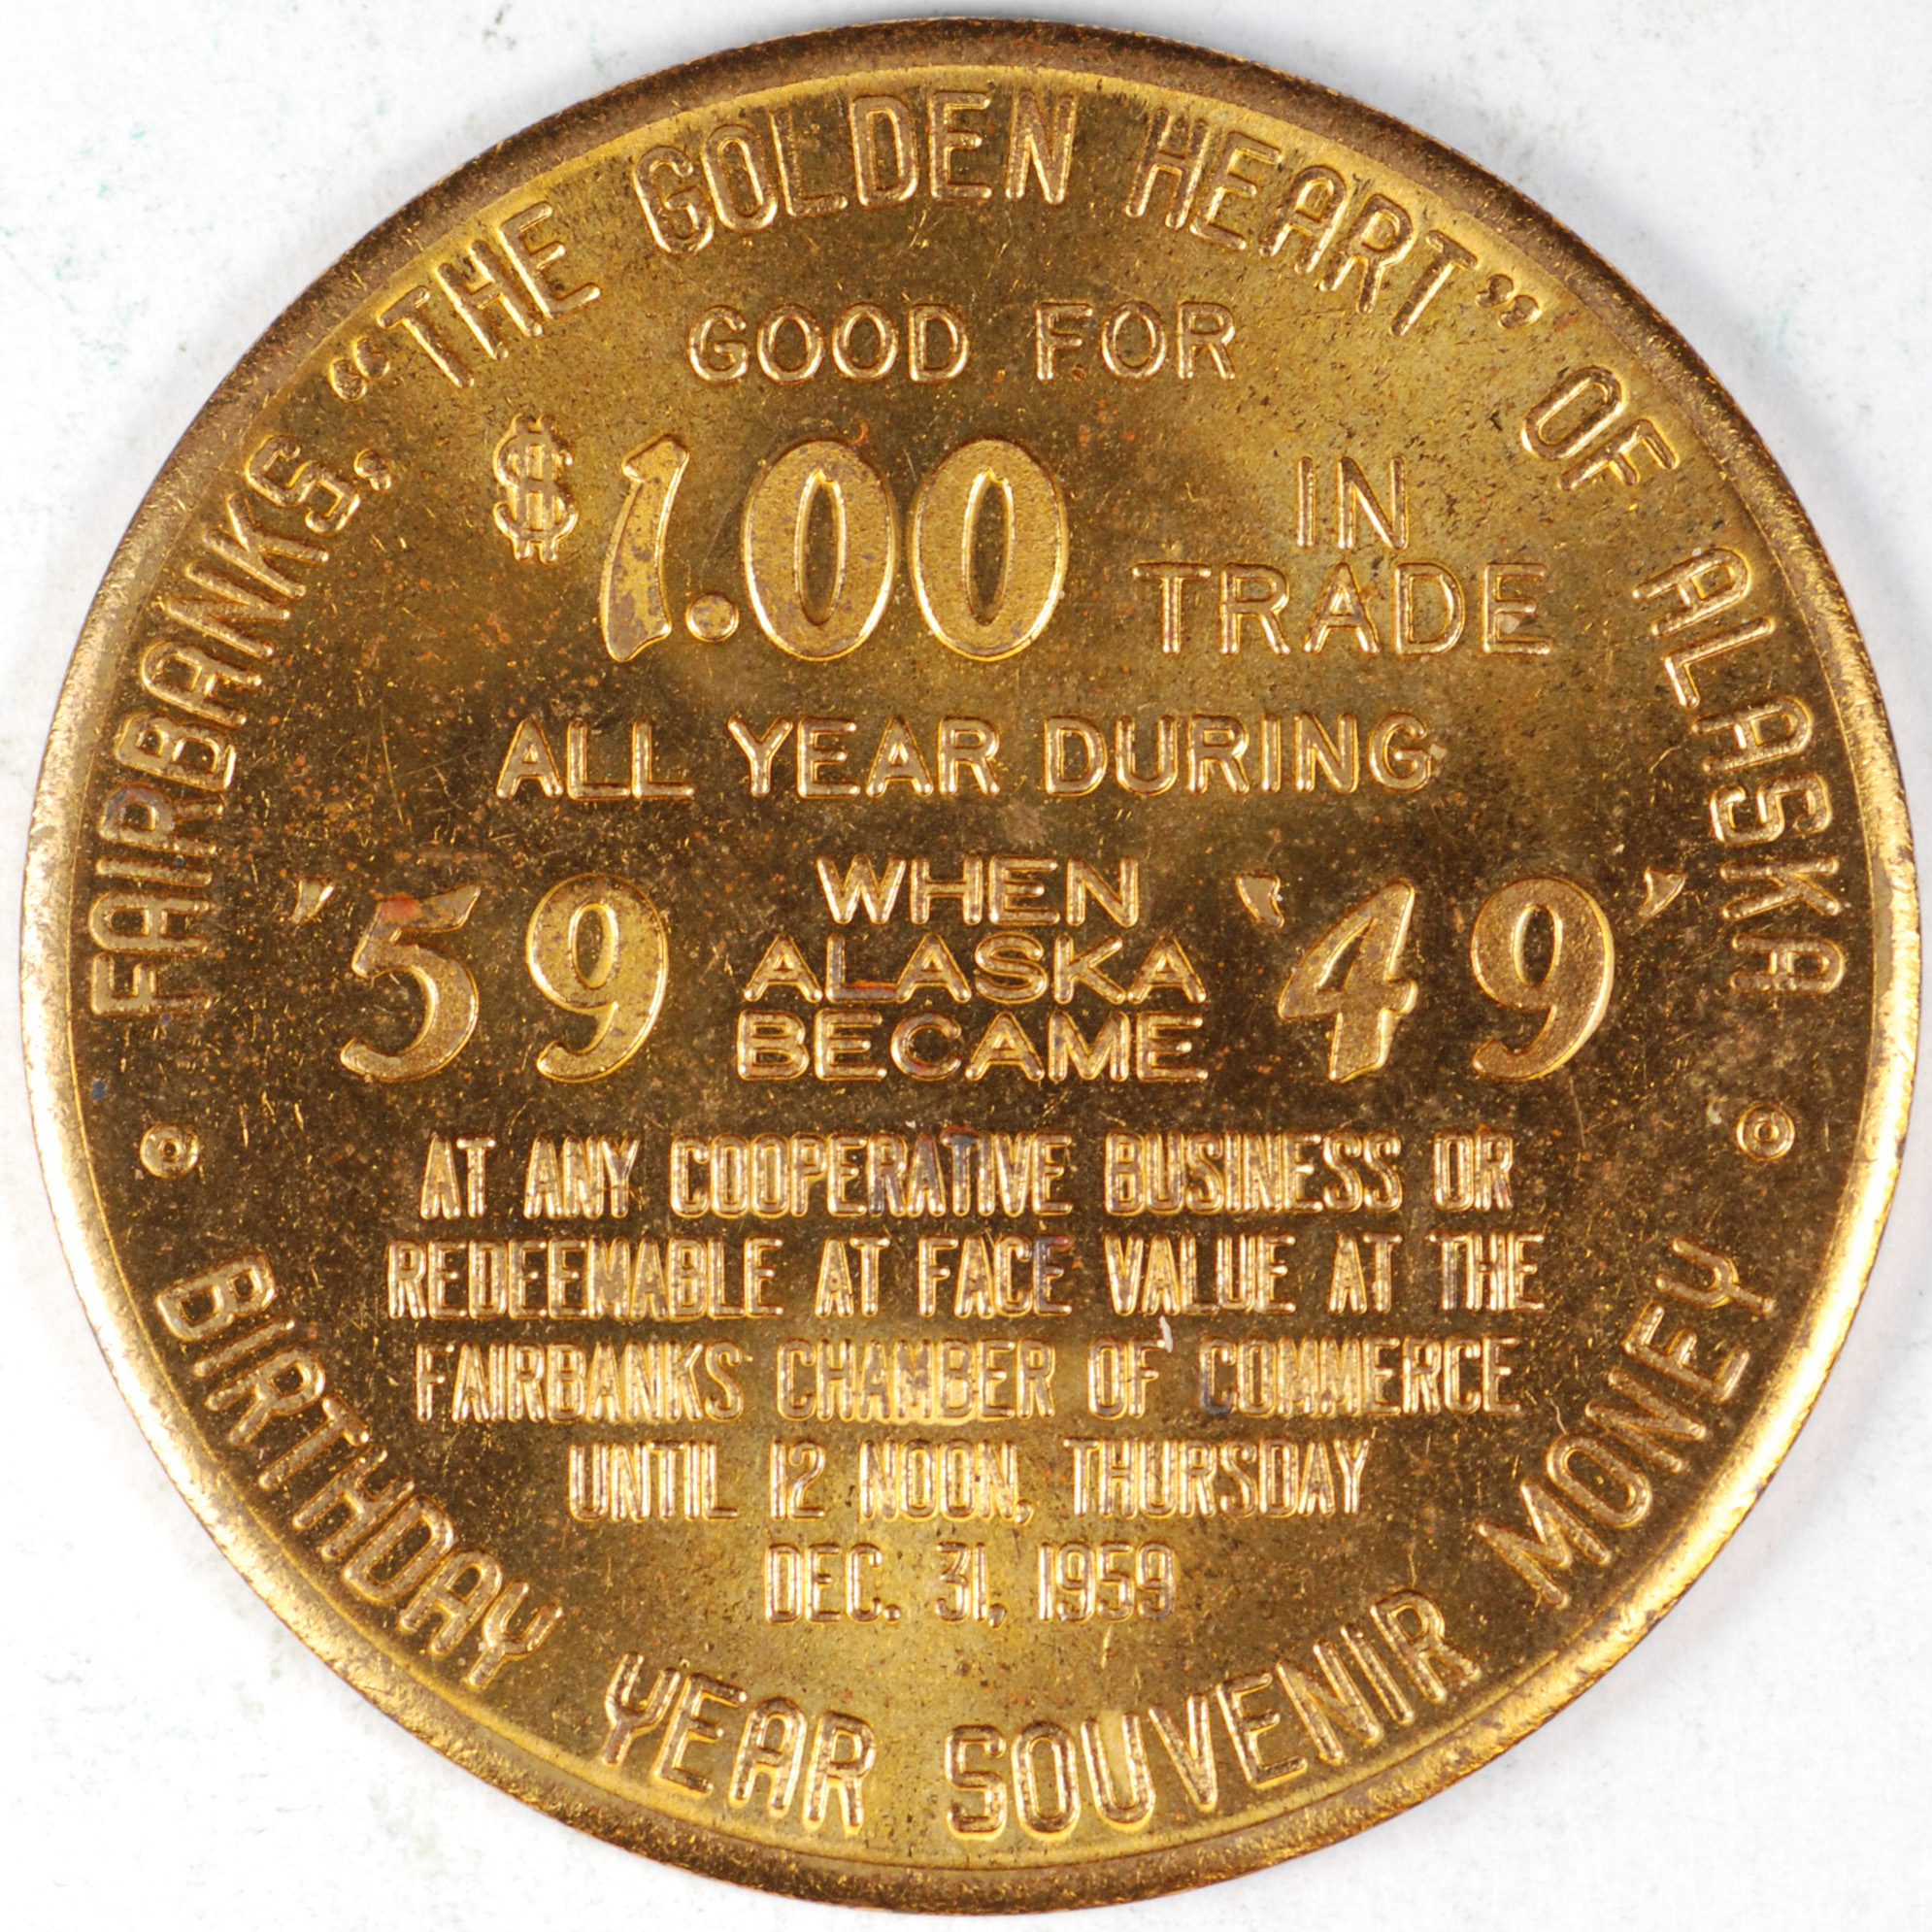 FAIRBANKS, “THE GOLDEN HEART” OF ALASKA
GOOD FOR
$1.00 IN
TRADE
ALL YEAR DURING
'59 WHEN
ALASKA
BECAME '49'
AT ANY COOPERATIVE BUSINESS OR
REDEEMABLE AT FACE VALUE AT THE
FAIRBANKS CHAMBER OF COMMERCE
UNTIL 12 NOON, THURSDAY
DEC. 31, 1959
BIRTHDAY YEAR SOUVENIR MONEY